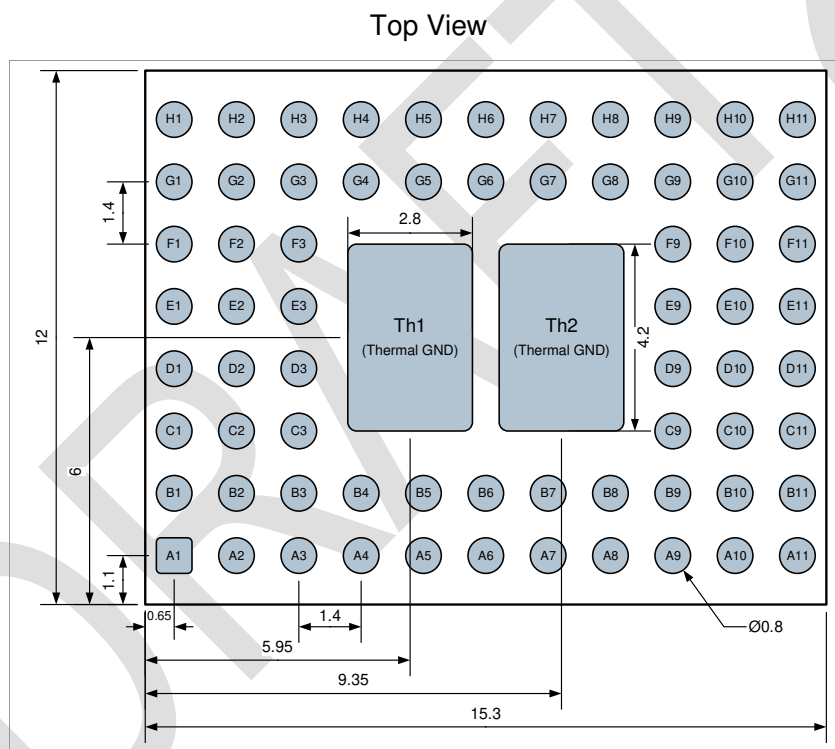 Top View
H1 H2 H3 H4 H5 H6 H7 H8 H9 H10 H11
G1 G2 G3 G4 G5 G6 G7 G8 G9 G10 G11
1.4
2.8
F1 F2 F3 F9 F10 F11
E1 E2 E3 E9 E10 E11
Th1
(Thermal GND)
Th2
(Thermal GND)
4.2
12
D1 D2 D3 D9 D10 D11
C1 C2 C3 C9 C10 C11
6
B1 B2 B3 B4 B5 B6 B7 B8 B9 B10 B11
A1 A2 A3 A4 A5 A6 A7 A8 A9 A10 A11
1.1
0.65
1.4
Ø0.8
5.95
9.35
15.3
DRAFT